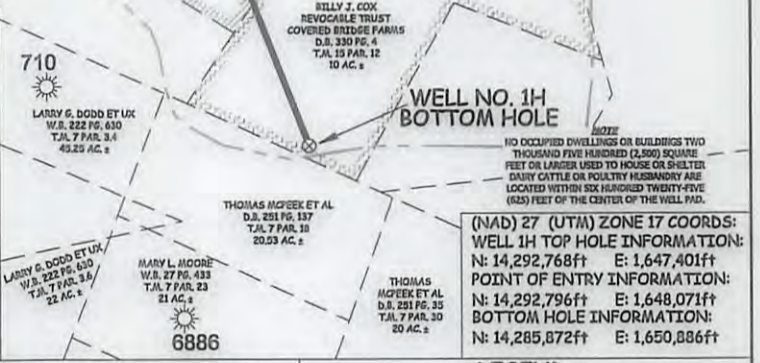 BILLY J. COX
REVOCABLE TRUST
COVERED BRIDGE FARMS
D.B. 330 PG. 4
T.M. 15 PAR. 12
10 AC. ±
710
LARRY G. DODD ET UX
W.B. 222 PG. 630
T.M. 7 PAR. 3.4
45.25 AC. ±
WELL NO. 1H
BOTTOM HOLE
NOTE
NO OCCUPIED DWELLINGS OR BUILDINGS TWO
THOUSAND FIVE HUNDRED (2,500) SQUARE
FEET OR LARGER USED TO HOUSE OR SHELTER
DAIRY CATTLE OR POULTRY HUSBANDRY ARE
LOCATED WITHIN SIX HUNDRED TWENTY-FIVE
(625) FEET OF THE CENTER OF THE WELL PAD.
THOMAS MCPEEK ET AL
D.B. 251 PG. 137
T.M. 7 PAR. 18
20.53 AC. ±
LARRY G. DODD ET UX
W.B. 222 PG. 630
T.M. 7 PAR. 3.6
22 AC. ±
MARY L. MOORE
W.B. 27 PG. 433
T.M. 7 PAR. 23
21 AC. ±
6886
THOMAS
MCPEEK ET AL
D.B. 251 PG. 35
T.M. 7 PAR. 30
20 AC. ±
(NAD) 27 (UTM) ZONE 17 COORDS:
WELL 1H TOP HOLE INFORMATION:
N: 14,292,768ft E: 1,647,401ft
POINT OF ENTRY INFORMATION:
N: 14,292,796ft E: 1,648,071ft
BOTTOM HOLE INFORMATION:
N: 14,285,872ft E: 1,650,886ft